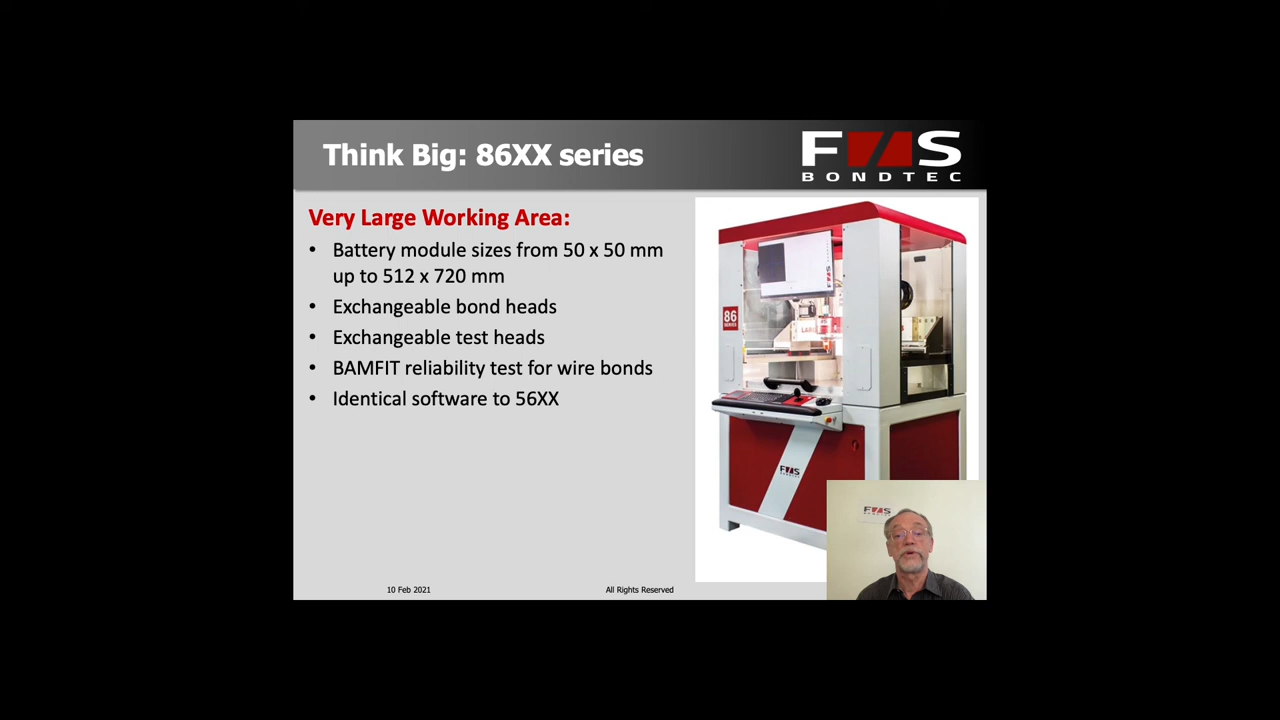 Think Big: 86XX series
F&S
BONDTEC
Very Large Working Area:
• Battery module sizes from 50 x 50 mm
up to 512 x 720 mm
• Exchangeable bond heads
• Exchangeable test heads
• BAMFIT reliability test for wire bonds
• Identical software to 56XX
86
SERIES
F&S
F&S
BONDTEC
10 Feb 2021
All Rights Reserved